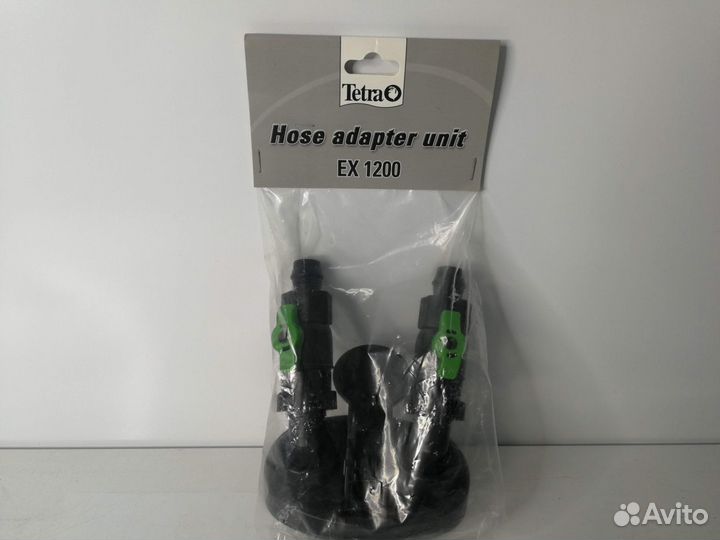 Tetra
Hose adapter unit
EX 1200
Avito